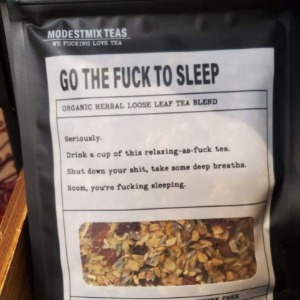 MODESTMIX TEAS
WE FUCKING LOVE TEA
GO THE FUCK TO SLEEP
ORGANIC HERBAL LOOSE LEAF TEA BLEND
Seriously.
Drink a cup of this relaxing-as-fuck tea.
Shut down your shit, take some deep breaths.
Boom, you're fucking sleeping.
FREE